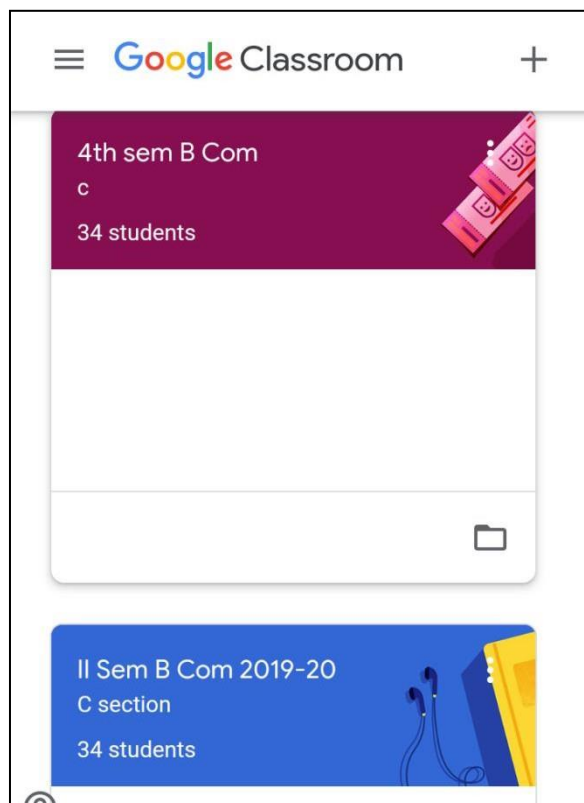 Google Classroom
4th sem B Com
c
34 students
II Sem B Com 2019-20
C section
34 students